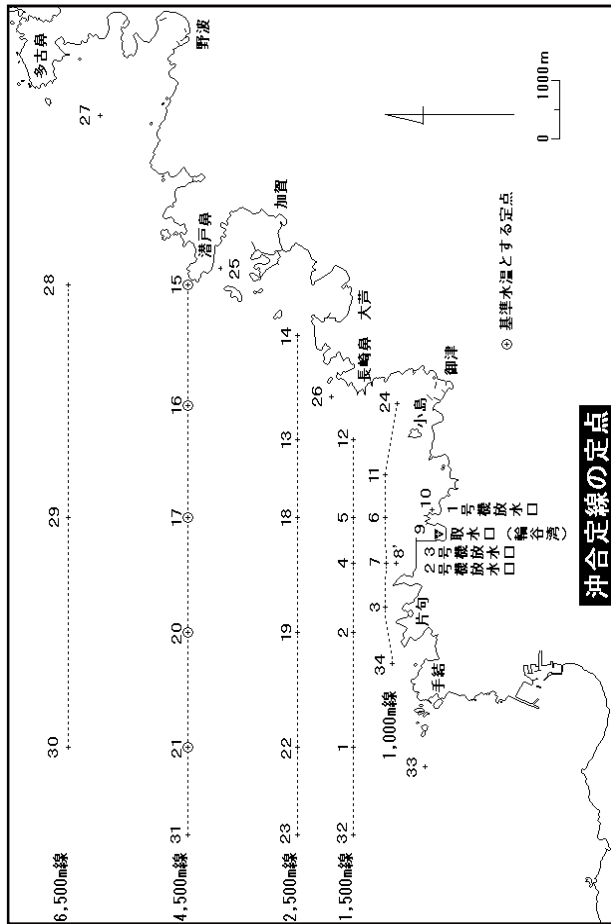 多古鼻
6,500m線 30 29 28
27
野波
4,500m線 31 21 20 17 16 15 潜戸鼻
25
加賀
2,500m線 23 22 19 18 13 14
26
1,500m線 32 1 2 4 5 12 長崎鼻 大芦
1,000m線 34 3 7 6 11 24
8'
33 手結 片句 9 10 小島 御津
2号機放水口
3号機放水口
取水口（輪谷湾）
1号機放水口
⊕ 基準水温とする定点
0 1000m
沖合定線の定点